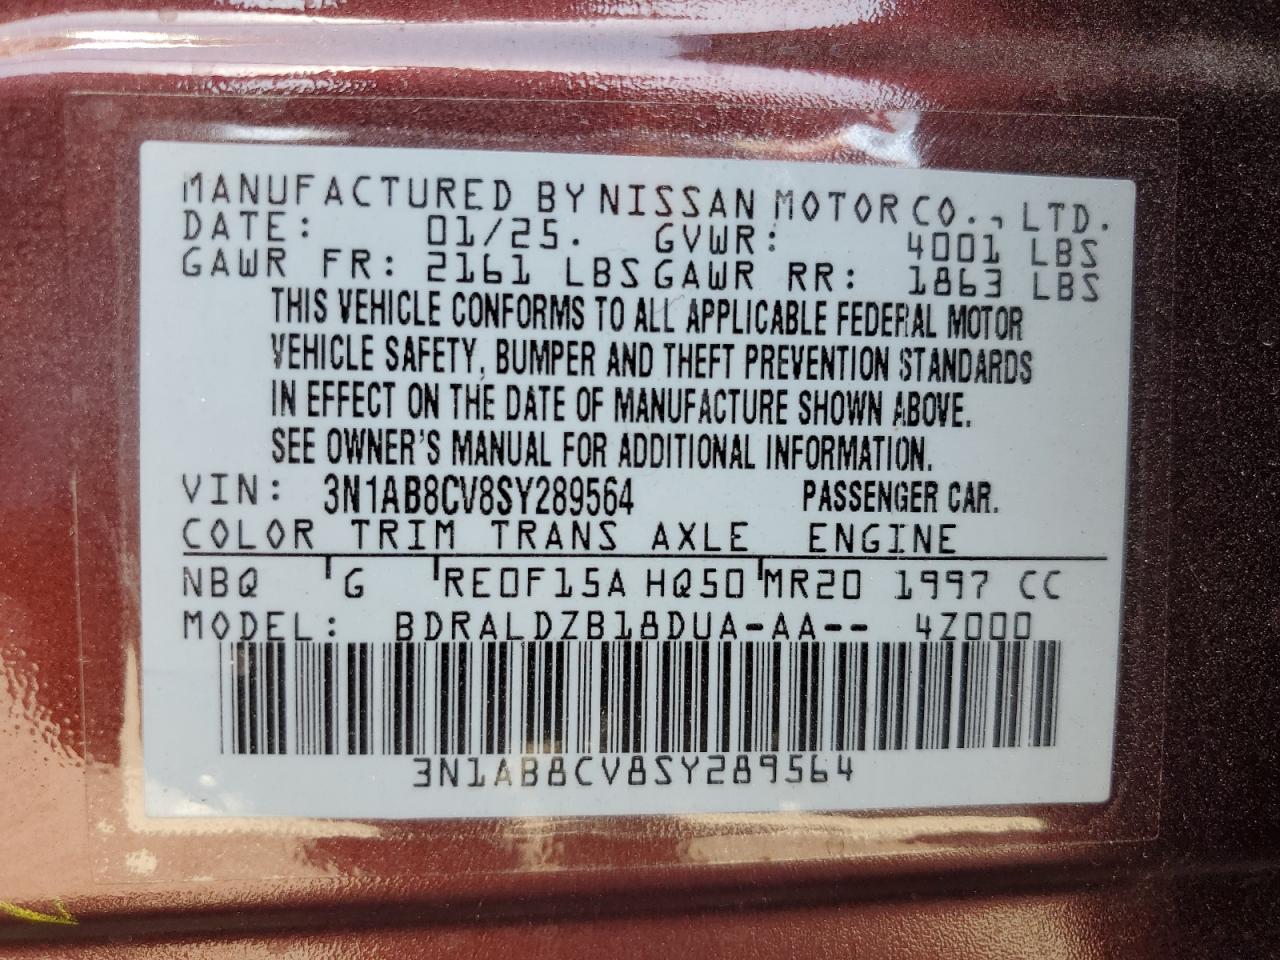 MANUFACTURED BY NISSAN MOTOR CO., LTD.
DATE: 01/25. GVWR: 4001 LBS
GAWR FR: 2161 LBS GAWR RR: 1863 LBS
THIS VEHICLE CONFORMS TO ALL APPLICABLE FEDERAL MOTOR
VEHICLE SAFETY, BUMPER AND THEFT PREVENTION STANDARDS
IN EFFECT ON THE DATE OF MANUFACTURE SHOWN ABOVE.
SEE OWNER'S MANUAL FOR ADDITIONAL INFORMATION.
VIN: 3N1AB8CV8SY289564 PASSENGER CAR.
COLOR TRIM TRANS AXLE ENGINE
NBQ G RE0F15A HQ50 MR20 1997 CC
MODEL: BDRALDZB18DUA-AA-- 4Z000
3N1AB8CV8SY289564